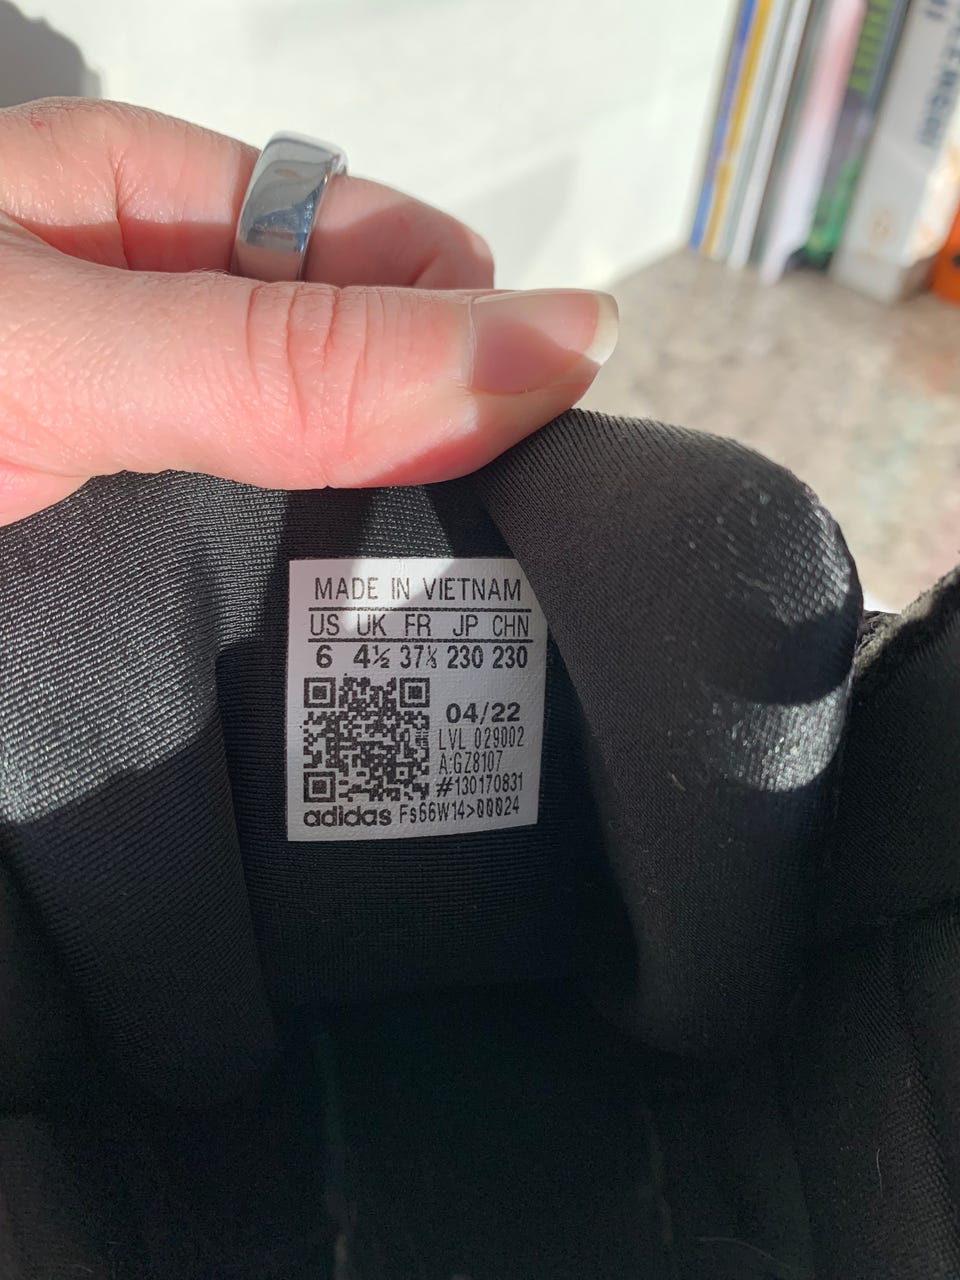 MADE IN VIETNAM
US UK FR JP CHN
6 4½ 37⅓ 230 230
04/22
LVL 029002
A:GZ8107
#130170831
adidas Fs66W14>00024